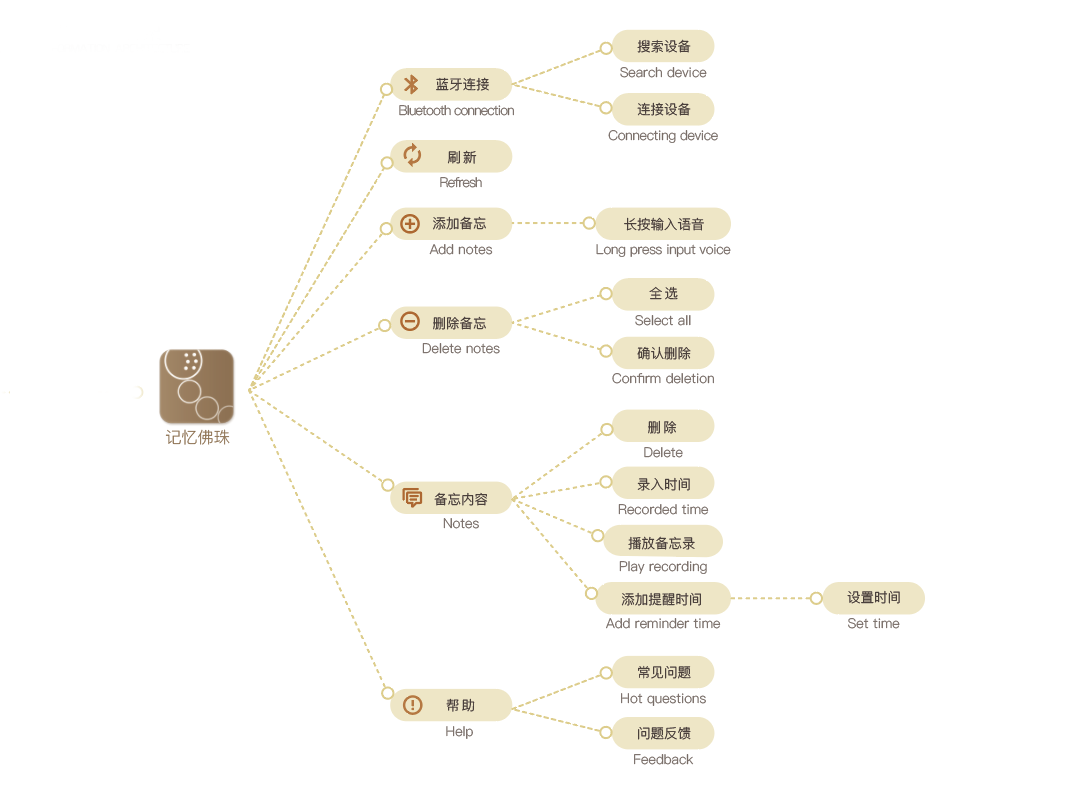 记忆佛珠
蓝牙连接
Bluetooth connection
搜索设备
Search device
连接设备
Connecting device
刷新
Refresh
添加备忘
Add notes
长按输入语音
Long press input voice
删除备忘
Delete notes
全选
Select all
确认删除
Confirm deletion
备忘内容
Notes
删除
Delete
录入时间
Recorded time
播放备忘录
Play recording
添加提醒时间
Add reminder time
设置时间
Set time
帮助
Help
常见问题
Hot questions
问题反馈
Feedback